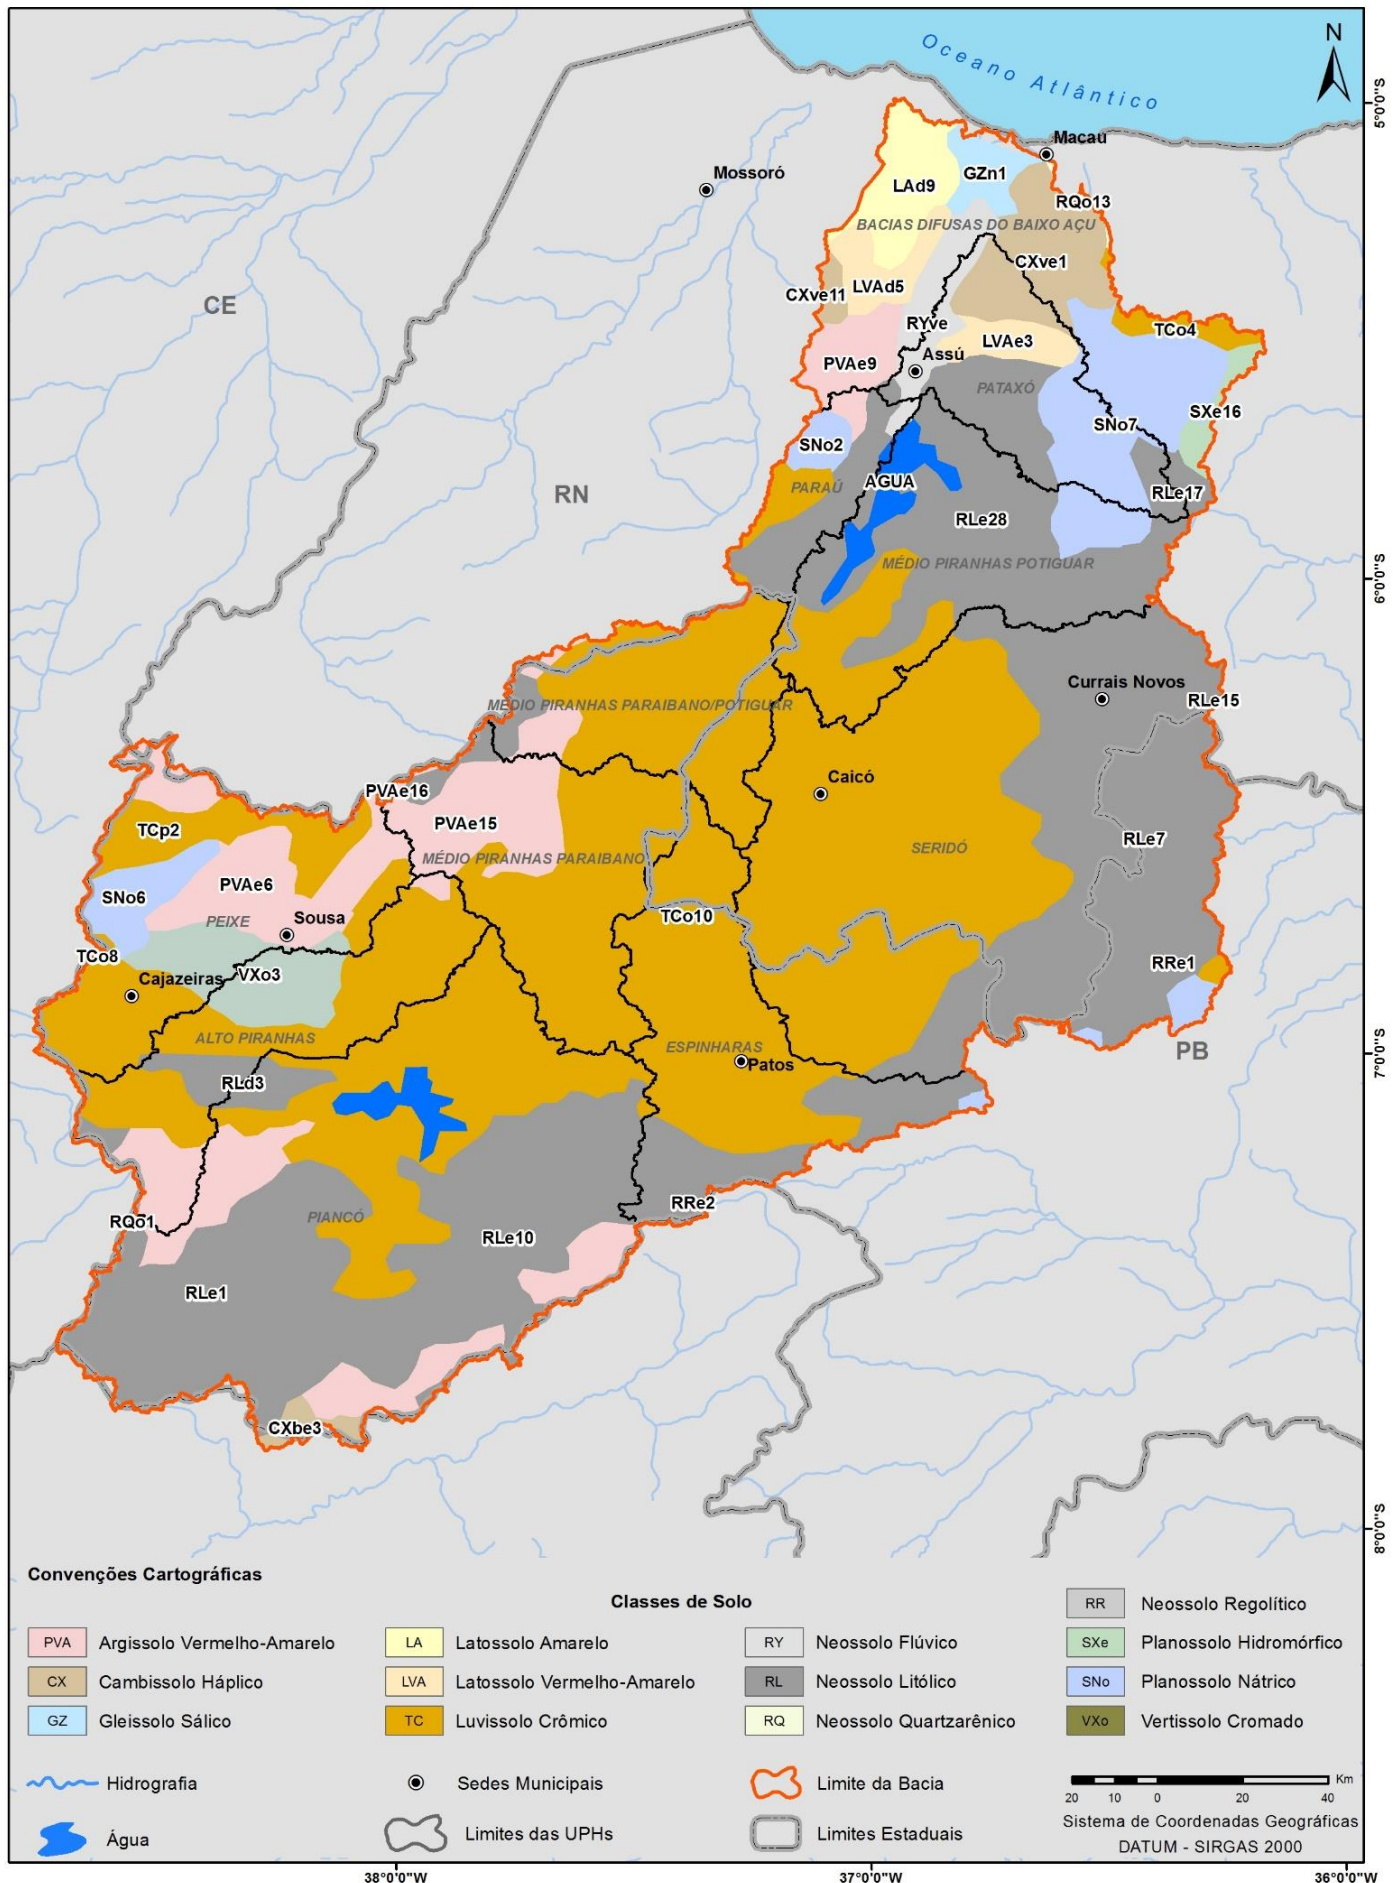 N
Oceano Atlântico
5°0'0"S
Macau
Mossoró
GZn1
LAd9
RQo13
BACIAS DIFUSAS DO BAIXO AÇU
CXve1
CE
LVAd5
CXve11
RYve
TCo4
LVAe3
Assú
PVAe9
PATAXÓ
SXe16
SNo7
SNo2
AGUA
PARAÚ
RN
RLe17
RLe28
MÉDIO PIRANHAS POTIGUAR
6°0'0"S
Currais Novos
RLe15
MÉDIO PIRANHAS PARAIBANO/POTIGUAR
Caicó
PVAe16
PVAe15
TCp2
RLe7
SERIDÓ
MÉDIO PIRANHAS PARAIBANO
PVAe6
SNo6
PEIXE
Sousa
TCo10
TCo8
RRe1
VXo3
Cajazeiras
ALTO PIRANHAS
ESPINHARAS
PB
Patos
7°0'0"S
RLd3
RRe2
RQo1
PIANCÓ
RLe10
RLe1
CXbe3
8°0'0"S
Convenções Cartográficas
Classes de Solo
PVA Argissolo Vermelho-Amarelo
CX Cambissolo Háplico
GZ Gleissolo Sálico
LA Latossolo Amarelo
LVA Latossolo Vermelho-Amarelo
TC Luvissolo Crômico
RY Neossolo Flúvico
RL Neossolo Litólico
RQ Neossolo Quartzarênico
RR Neossolo Regolítico
SXe Planossolo Hidromórfico
SNo Planossolo Nátrico
VXo Vertissolo Cromado
Hidrografia
Água
Sedes Municipais
Limites das UPHs
Limite da Bacia
Limites Estaduais
Km
20 10 0 20 40
Sistema de Coordenadas Geográficas
DATUM - SIRGAS 2000
38°0'0"W
37°0'0"W
36°0'0"W